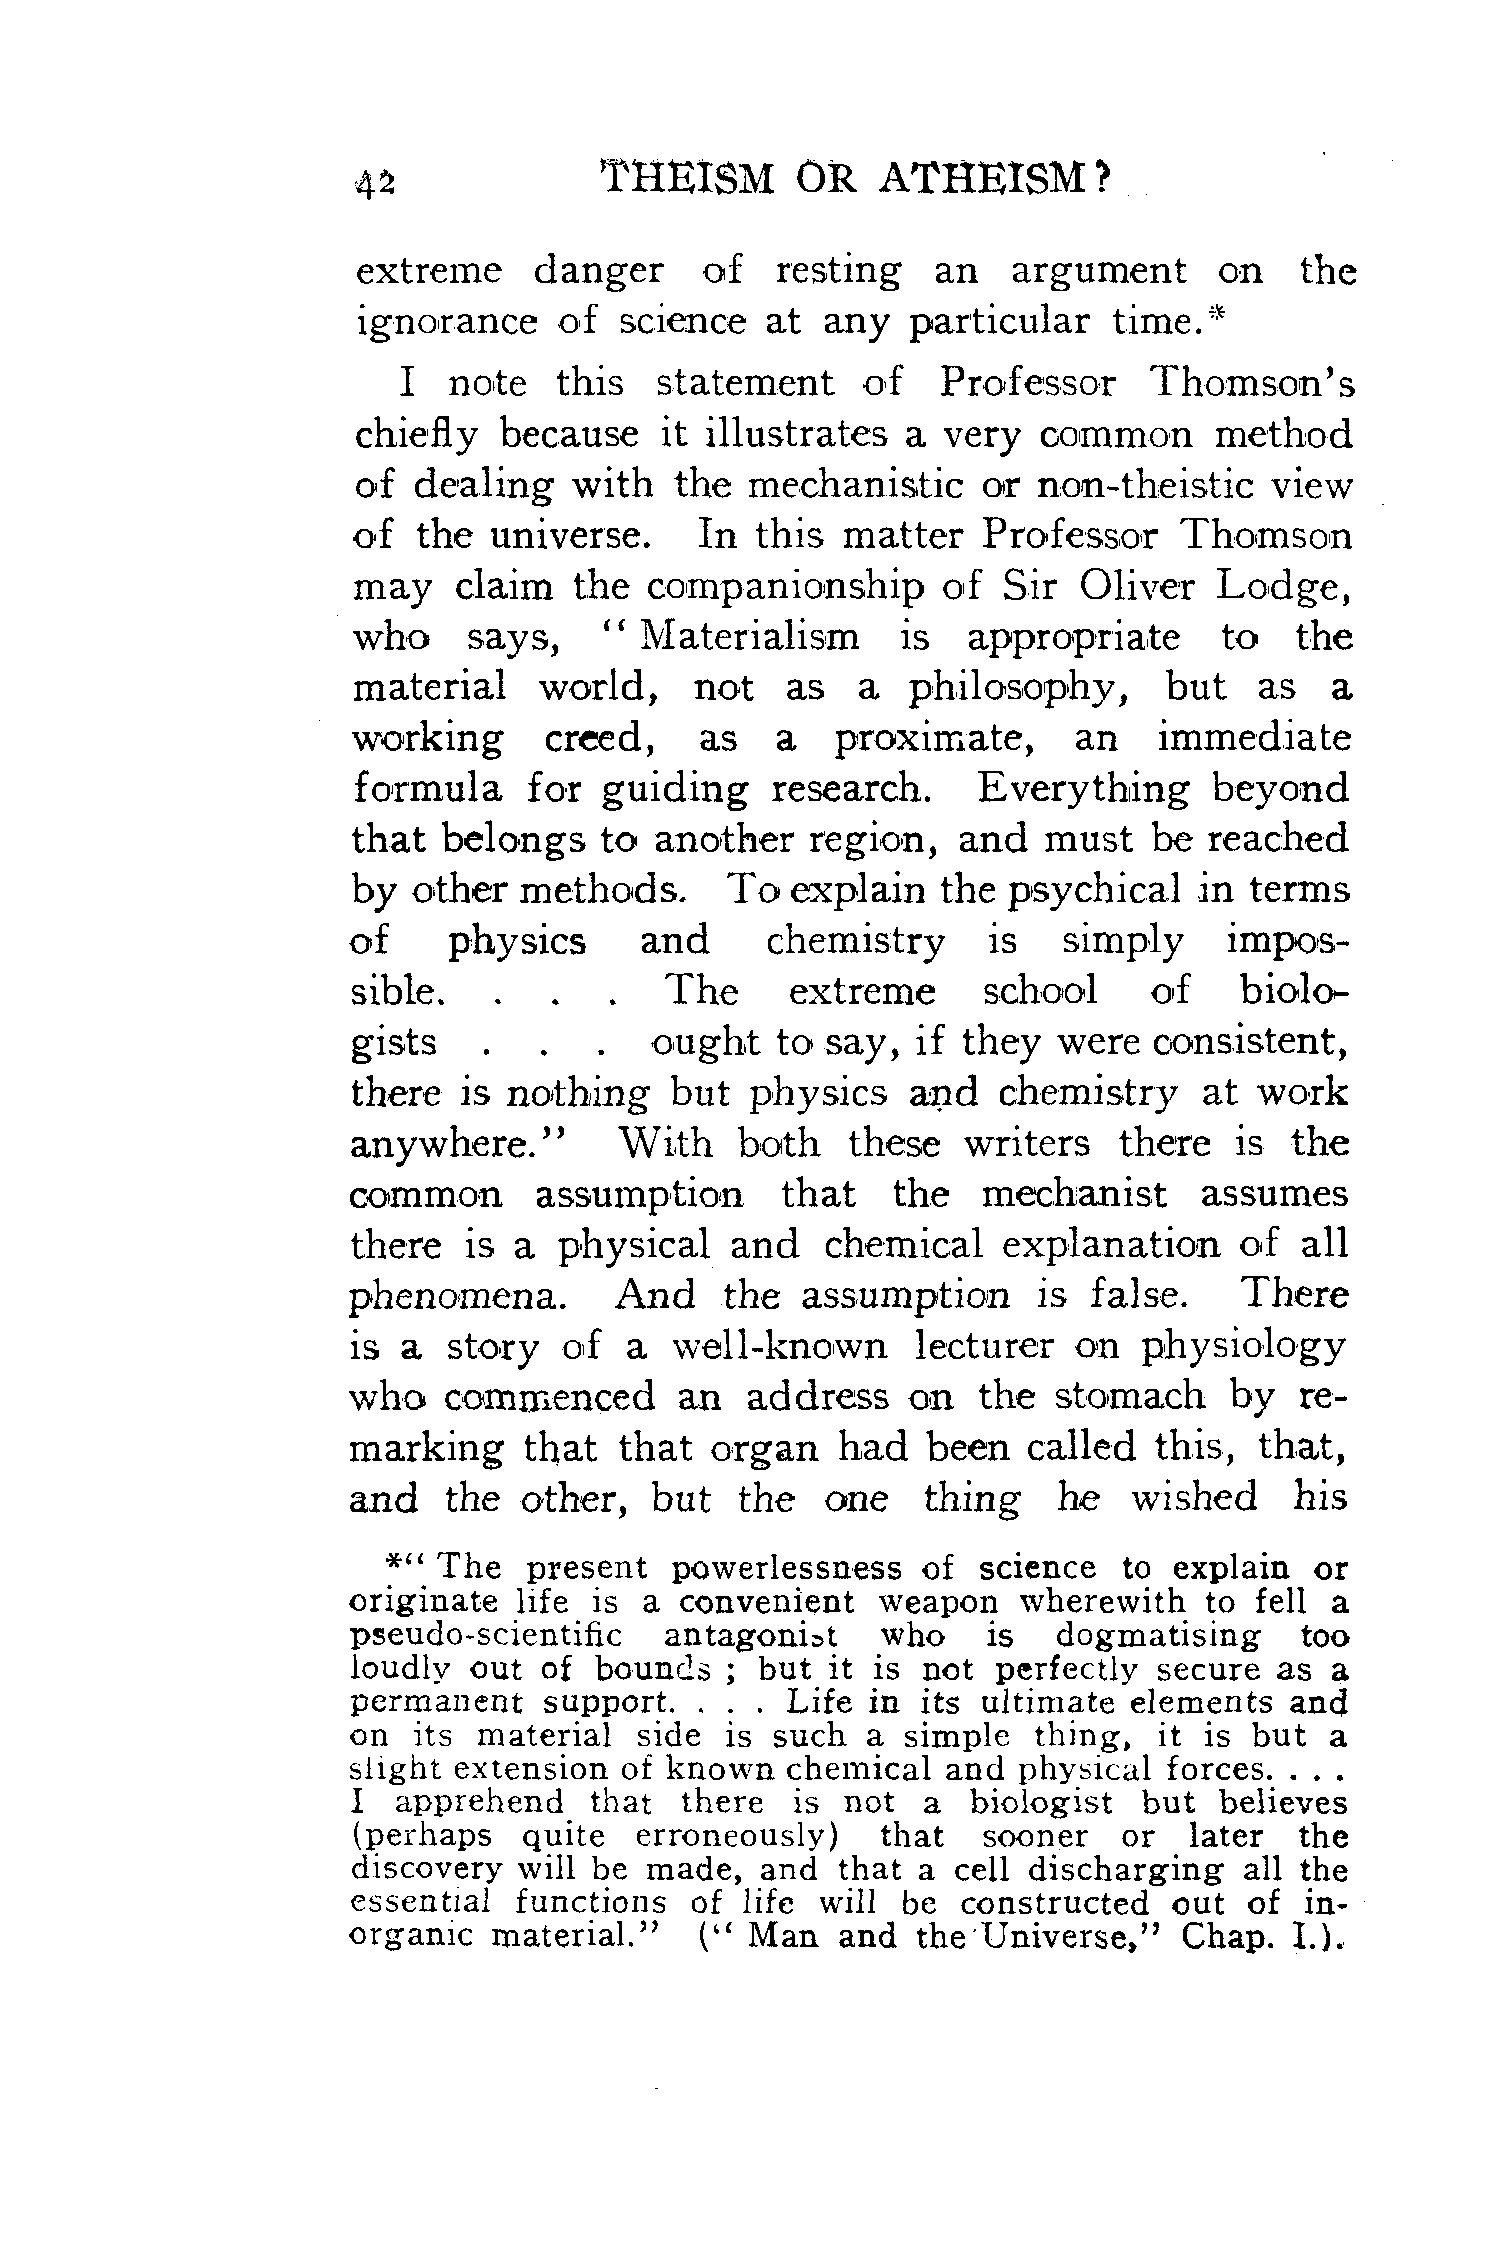 42 THEISM OR ATHEISM?
extreme danger of resting an argument on the
ignorance of science at any particular time.*
I note this statement of Professor Thomson's
chiefly because it illustrates a very common method
of dealing with the mechanistic or non-theistic view
of the universe. In this matter Professor Thomson
may claim the companionship of Sir Oliver Lodge,
who says, " Materialism is appropriate to the
material world, not as a philosophy, but as a
working creed, as a proximate, an immediate
formula for guiding research. Everything beyond
that belongs to another region, and must be reached
by other methods. To explain the psychical in terms
of physics and chemistry is simply impos-
sible. . . . The extreme school of biolo-
gists . . . ought to say, if they were consistent,
there is nothing but physics and chemistry at work
anywhere." With both these writers there is the
common assumption that the mechanist assumes
there is a physical and chemical explanation of all
phenomena. And the assumption is false. There
is a story of a well-known lecturer on physiology
who commenced an address on the stomach by re-
marking that that organ had been called this, that,
and the other, but the one thing he wished his
*" The present powerlessness of science to explain or
originate life is a convenient weapon wherewith to fell a
pseudo-scientific antagonist who is dogmatising too
loudly out of bounds ; but it is not perfectly secure as a
permanent support. . . . Life in its ultimate elements and
on its material side is such a simple thing, it is but a
slight extension of known chemical and physical forces. . . .
I apprehend that there is not a biologist but believes
(perhaps quite erroneously) that sooner or later the
discovery will be made, and that a cell discharging all the
essential functions of life will be constructed out of in-
organic material." (" Man and the Universe," Chap. I.).